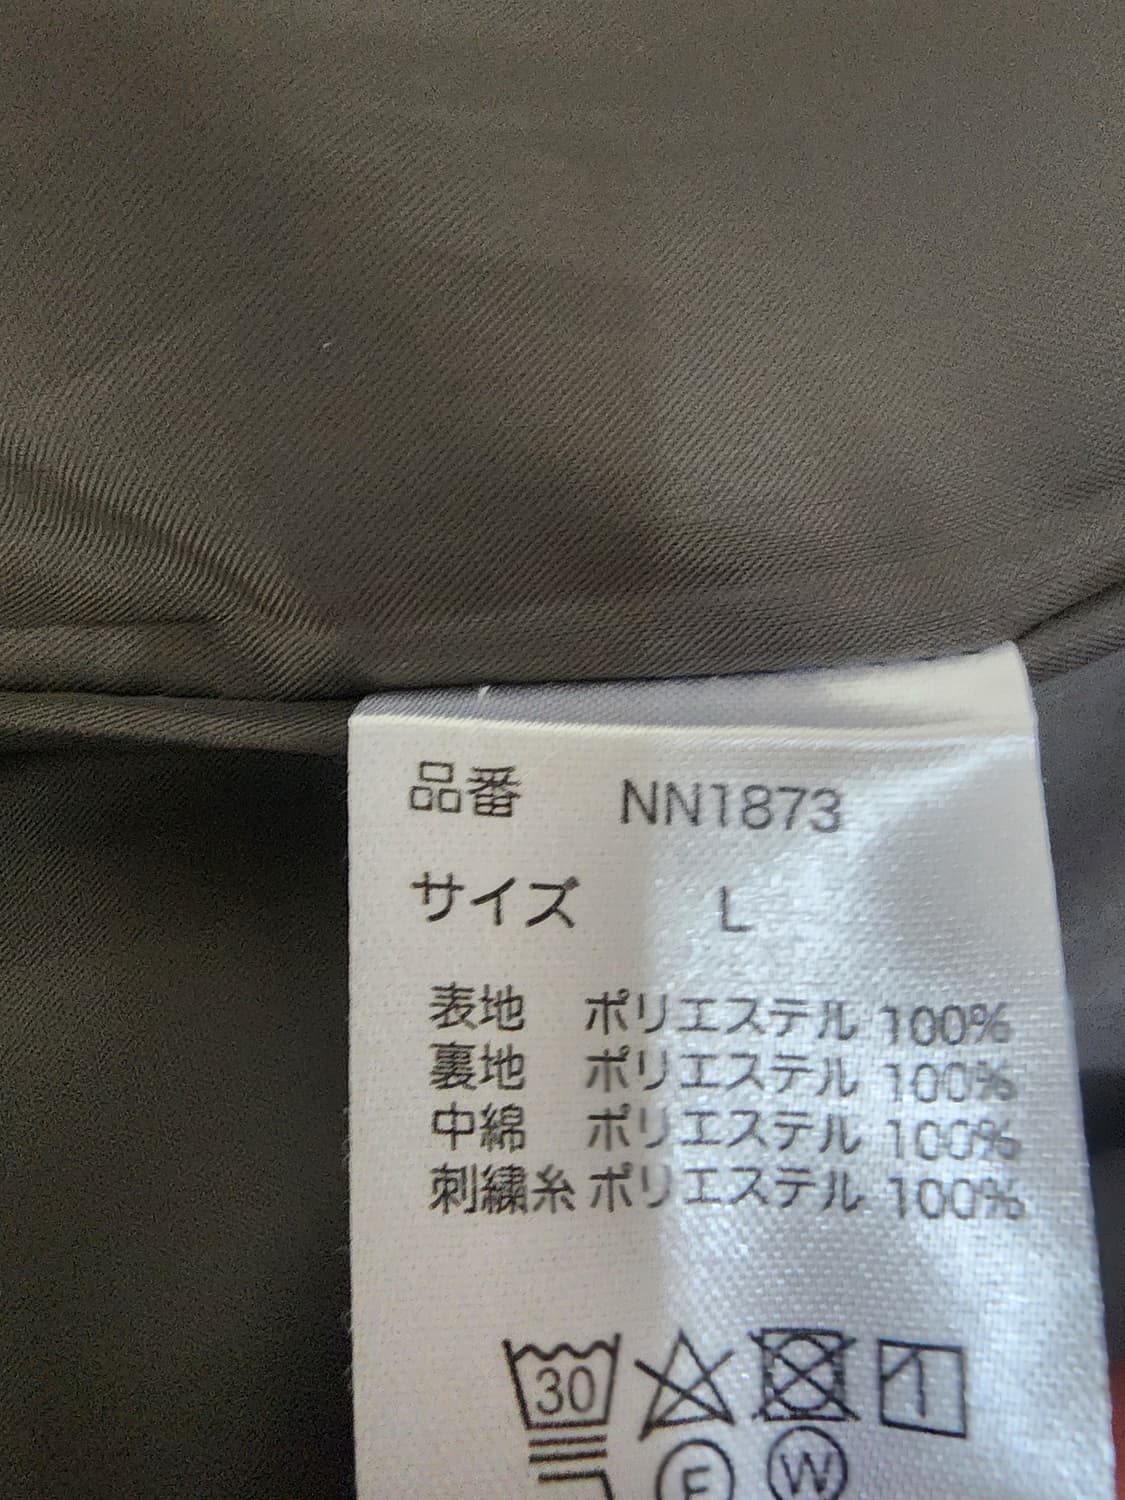 品番 NN1873
サイズ L
表地 ポリエステル 100%
裏地 ポリエステル 100%
中綿 ポリエステル 100%
刺繍糸 ポリエステル 100%
30
F W